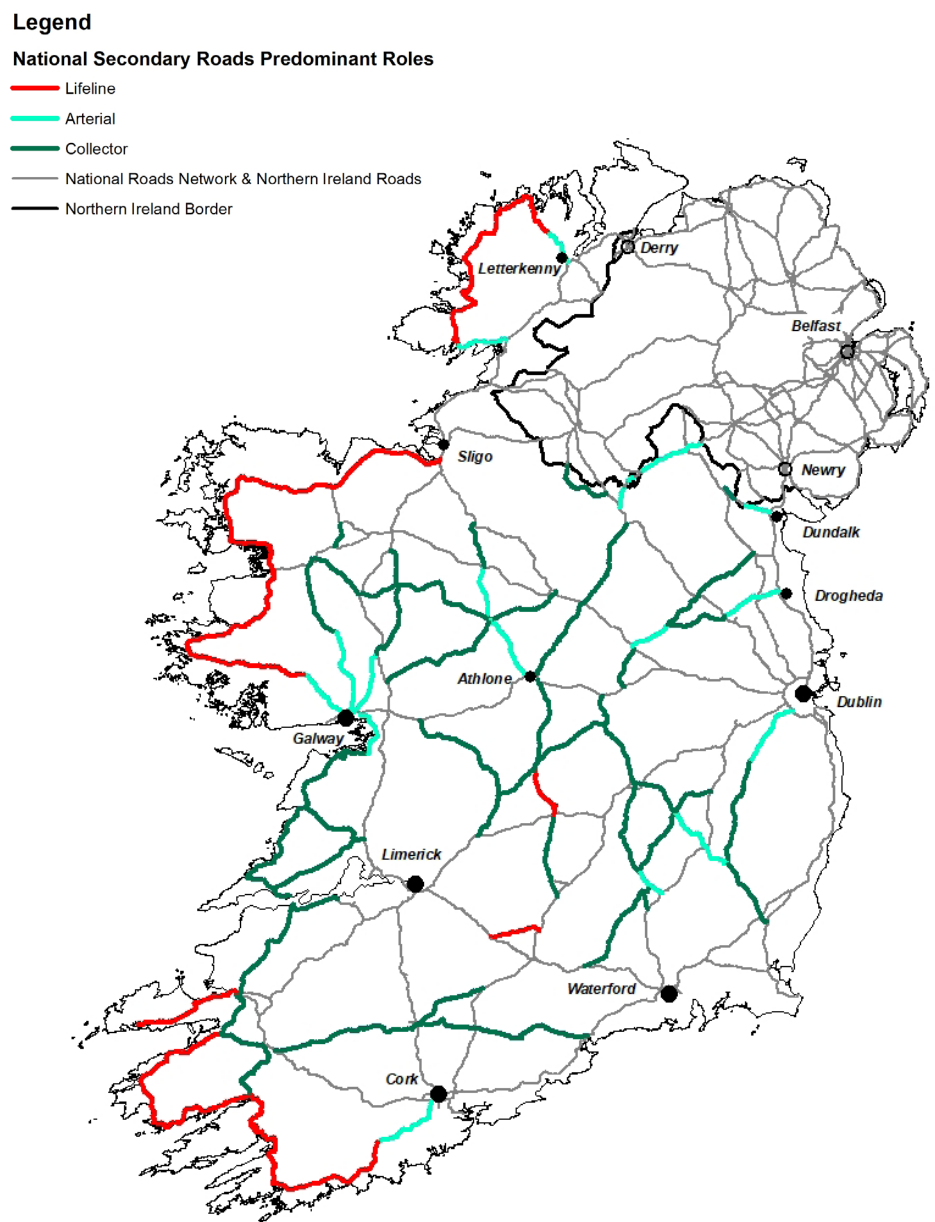 Legend
National Secondary Roads Predominant Roles
Lifeline
Arterial
Collector
National Roads Network & Northern Ireland Roads
Northern Ireland Border
Derry
Letterkenny
Belfast
Sligo
Newry
Dundalk
Drogheda
Athlone
Dublin
Galway
Limerick
Waterford
Cork